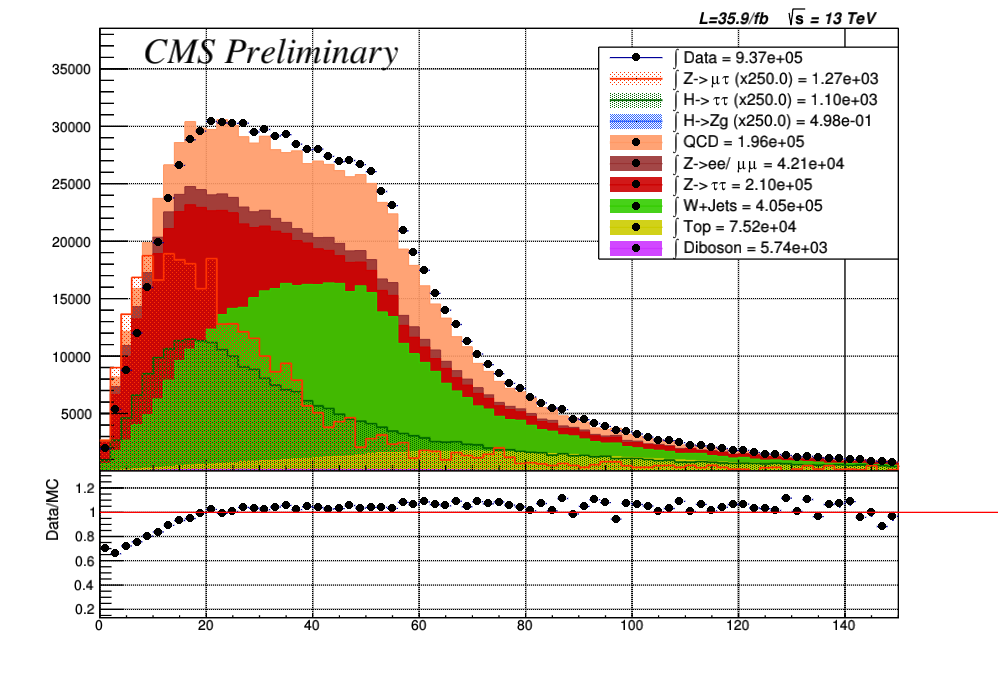 L=35.9/fb √s = 13 TeV
CMS Preliminary
∫ Data = 9.37e+05
∫ Z->μτ (x250.0) = 1.27e+03
∫ H->ττ (x250.0) = 1.10e+03
∫ H->Zg (x250.0) = 4.98e-01
∫ QCD = 1.96e+05
∫ Z->ee/ μμ = 4.21e+04
∫ Z->ττ = 2.10e+05
∫ W+Jets = 4.05e+05
∫ Top = 7.52e+04
∫ Diboson = 5.74e+03
35000
30000
25000
20000
15000
10000
5000
Data/MC
1.2
1
0.8
0.6
0.4
0.2
0 20 40 60 80 100 120 140